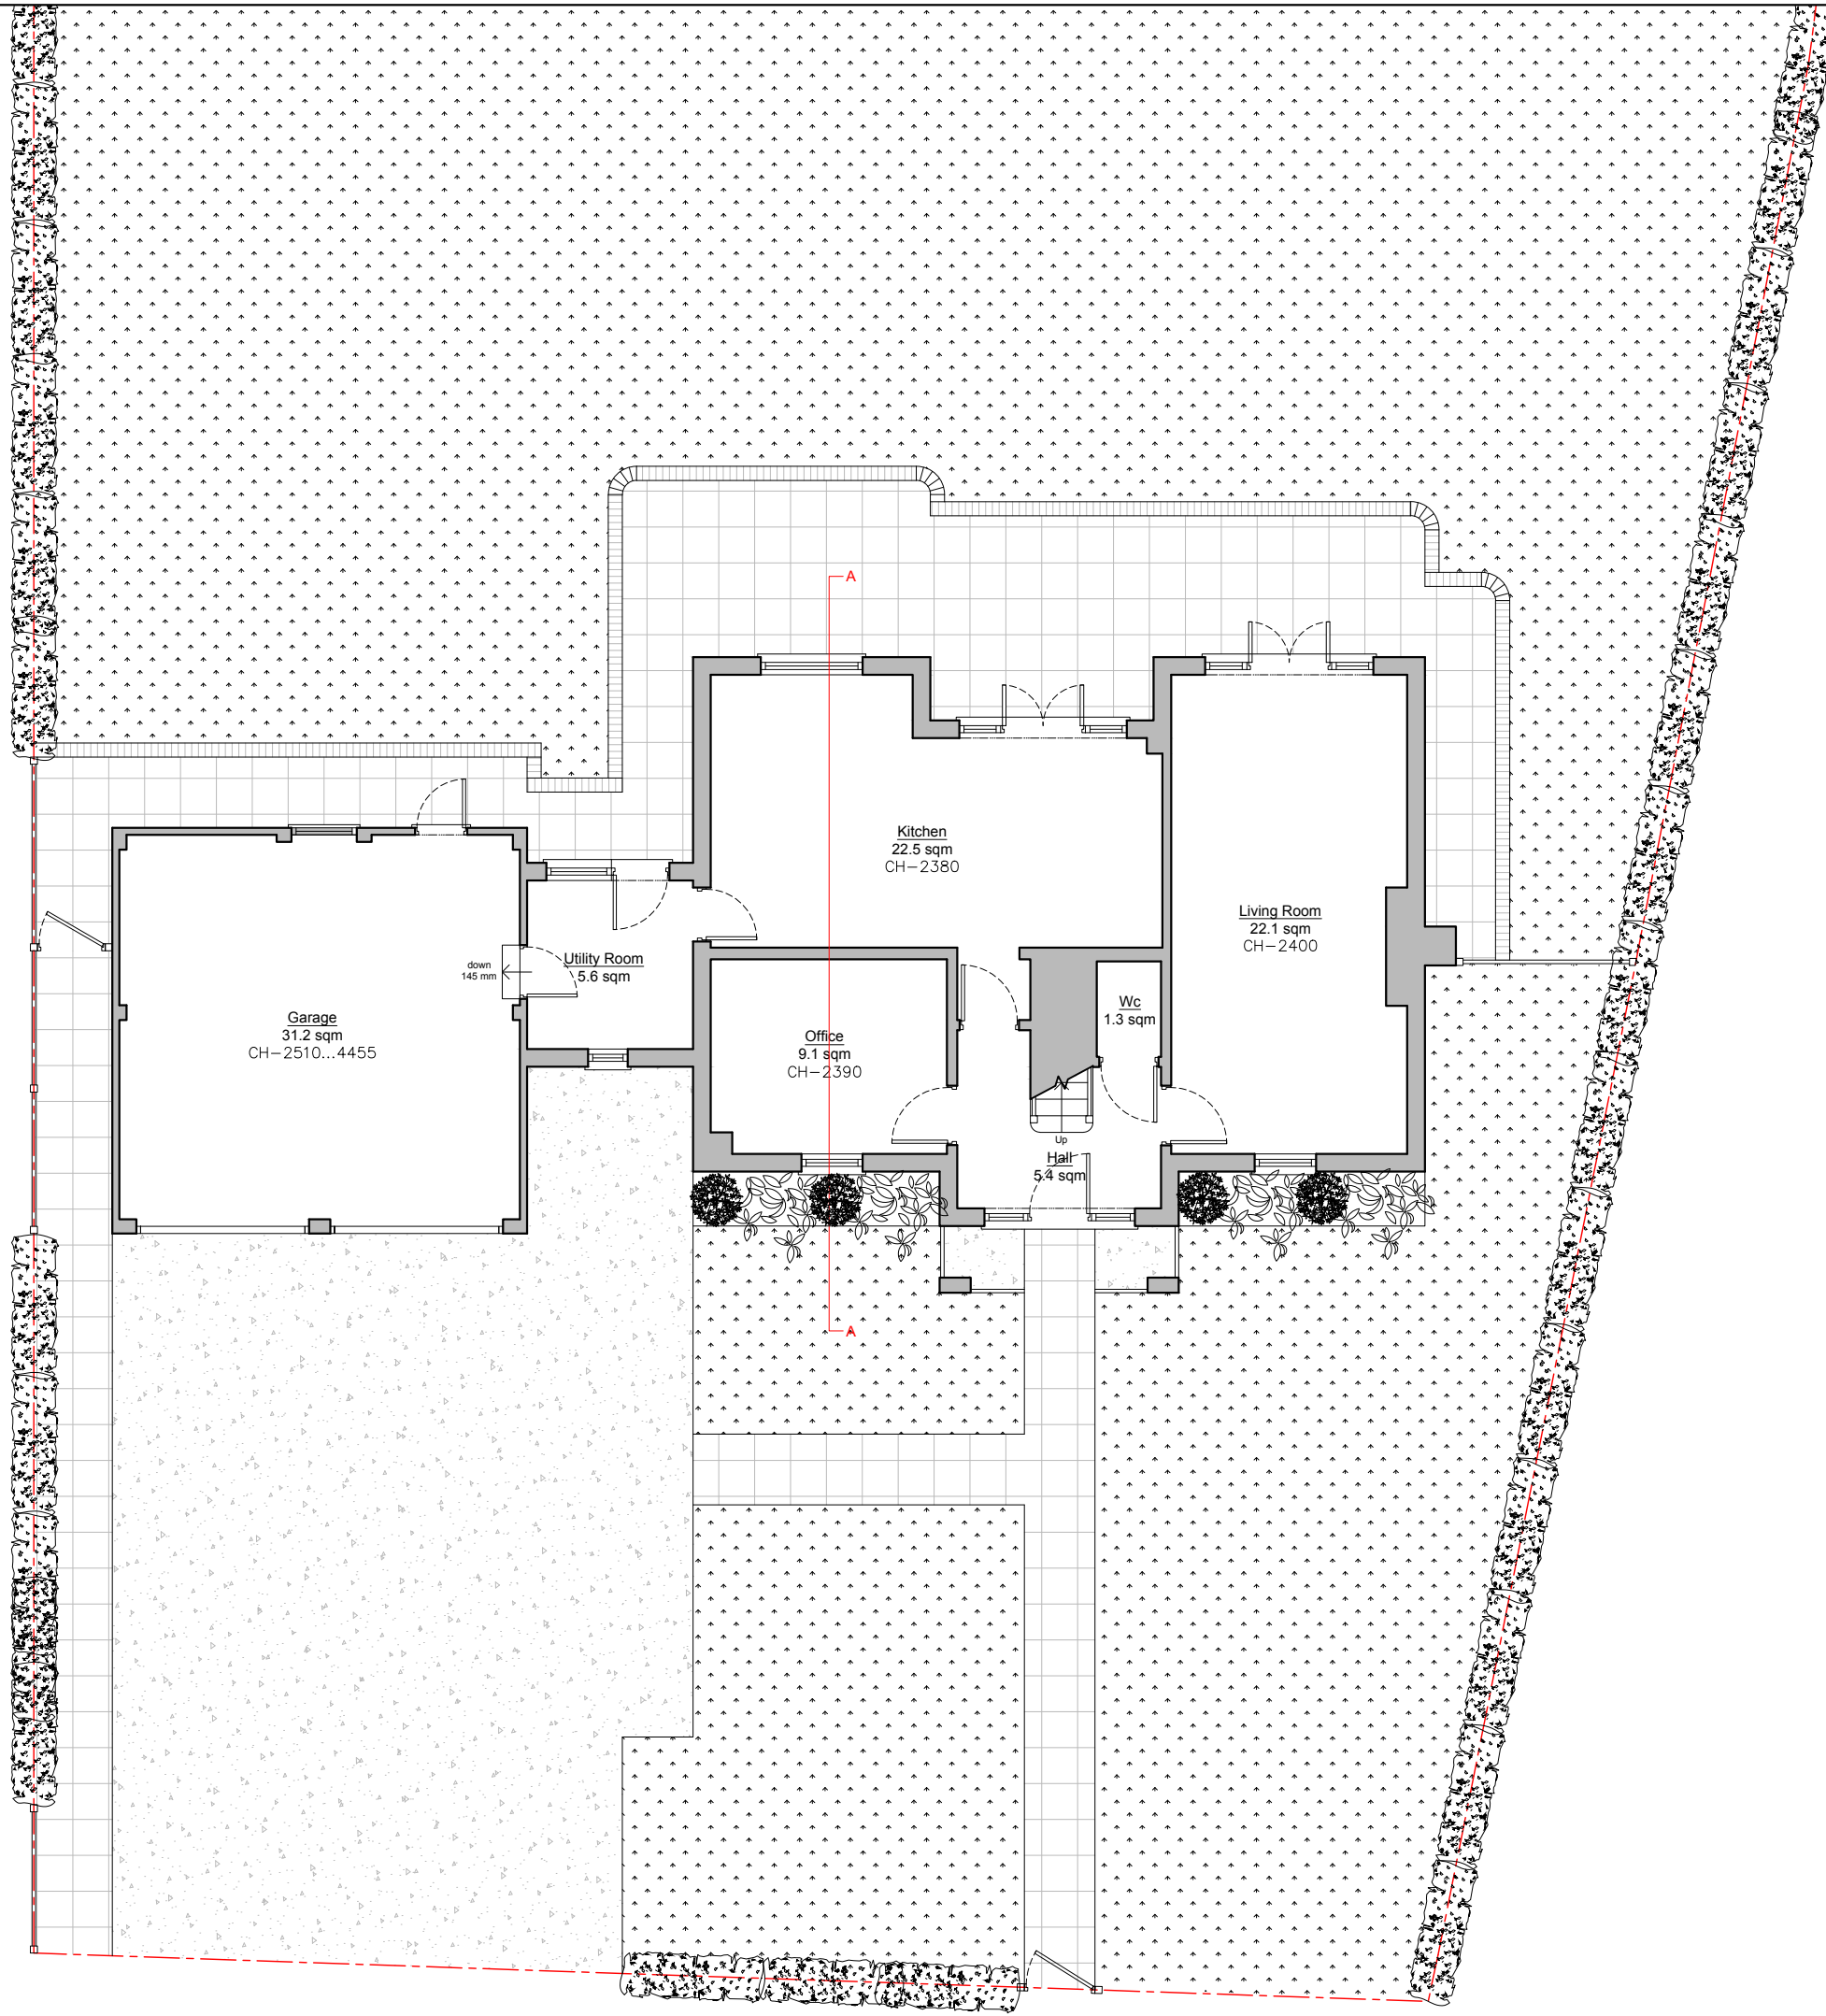 A
Kitchen
22.5 sqm
CH-2380
Living Room
22.1 sqm
CH-2400
Utility Room
5.6 sqm
down
145 mm
Garage
31.2 sqm
CH-2510...4455
Office
9.1 sqm
CH-2390
Wc
1.3 sqm
Up
Hall
5.4 sqm
A